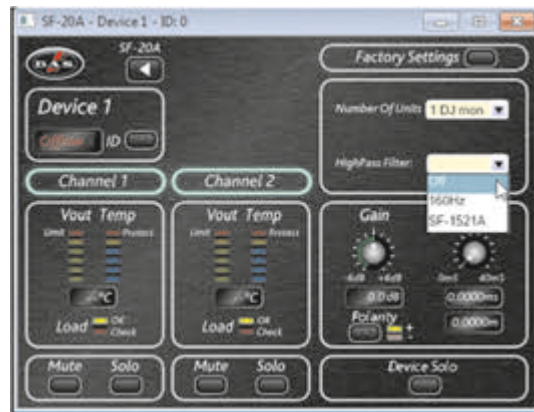 SF-20A - Device 1 - ID: 0
D.A.S
SF-20A
Factory Settings
Device 1
Offline
ID
Number Of Units
1 DJ mon
HighPass Filter:
Off
160Hz
SF-1521A
Channel 1
Channel 2
Vout Temp
Limit
Protect
°C
Load
OK
Check
Vout Temp
Limit
Protect
°C
Load
OK
Check
Gain
-6dB +6dB
0mS 40mS
0.0 dB
0.0000ms
Polarity
+
-
0.0000m
Mute Solo
Mute Solo
Device Solo